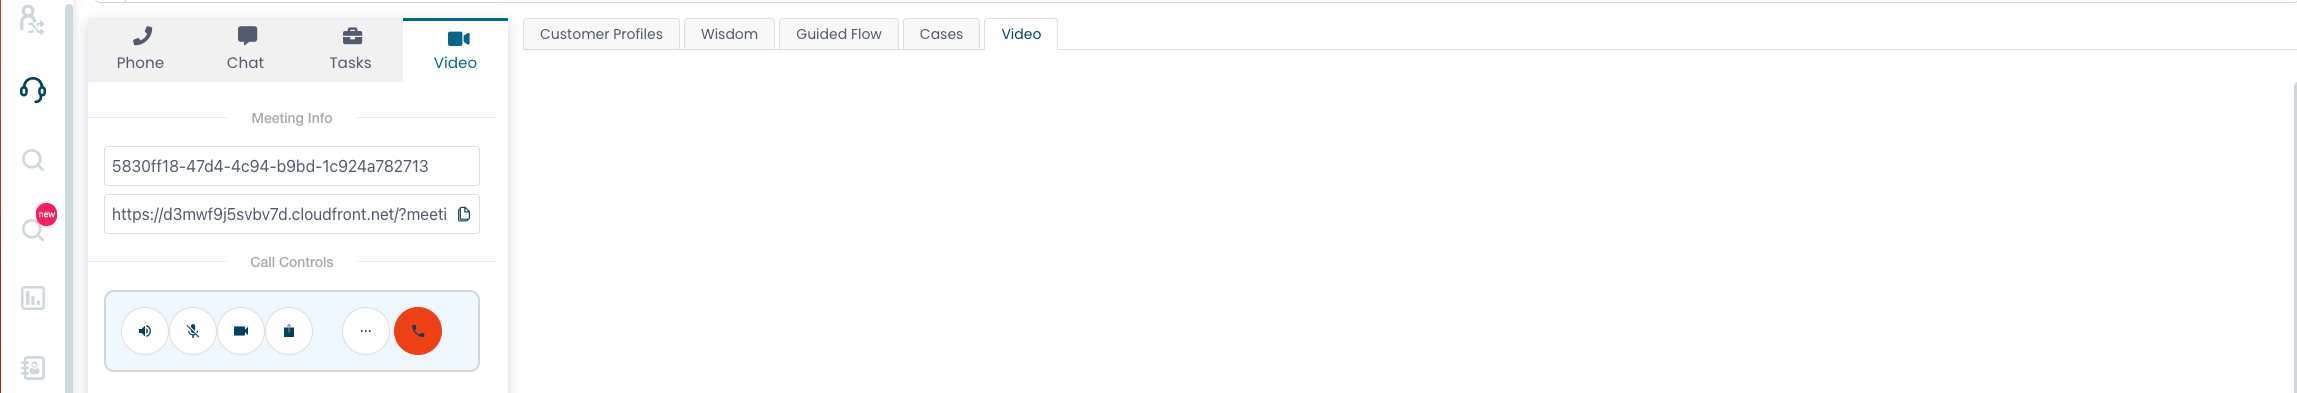 Phone
Chat
Tasks
Video
Customer Profiles
Wisdom
Guided Flow
Cases
Video
Meeting Info
5830ff18-47d4-4c94-b9bd-1c924a782713
https://d3mwf9j5svbv7d.cloudfront.net/?meeti
new
Call Controls